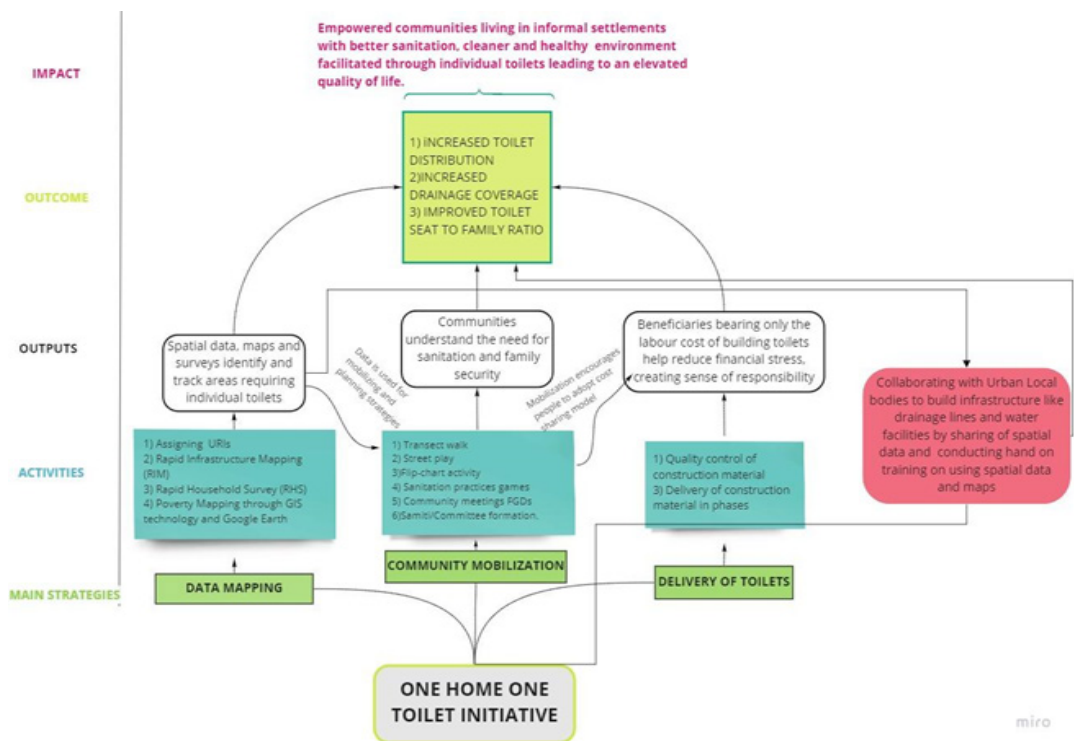 Empowered communities living in informal settlements
with better sanitation, cleaner and healthy environment
facilitated through individual toilets leading to an elevated
quality of life.
IMPACT
1) iNCREASED TOILET
DISTRIBUTION
2)INCREASED
DRAINAGE COVERAGE
3) IMPROVED TOILET
SEAT TO FAMILY RATIO
OUTCOME
OUTPUTS
Spatial data, maps and
surveys identify and
track areas requiring
individual toilets
Data is used for
mobilizing and
planning strategies
Communities
understand the need for
sanitation and family
security
Mobilization encourages
people to adopt cost
sharing model
Beneficiaries bearing only the
labour cost of building toilets
help reduce financial stress,
creating sense of responsibility
Collaborating with Urban Local
bodies to build infrastructure like
drainage lines and water
facilities by sharing of spatial
data and conducting hand on
training on using spatial data
and maps
ACTIVITIES
1) Assigning URIs
2) Rapid Infrastructure Mapping
(RIM)
3) Rapid Household Survey (RHS)
4) Poverty Mapping through GIS
technology and Google Earth
1) Transect walk
2) Street play
3)Flip-chart activity
4) Sanitation practices games
5) Community meetings FGDs
6)Samiti/Committee formation.
1) Quality control of
construction material
3) Delivery of construction
material in phases
MAIN STRATEGIES
DATA MAPPING
COMMUNITY MOBILIZATION
DELIVERY OF TOILETS
ONE HOME ONE
TOILET INITIATIVE
miro